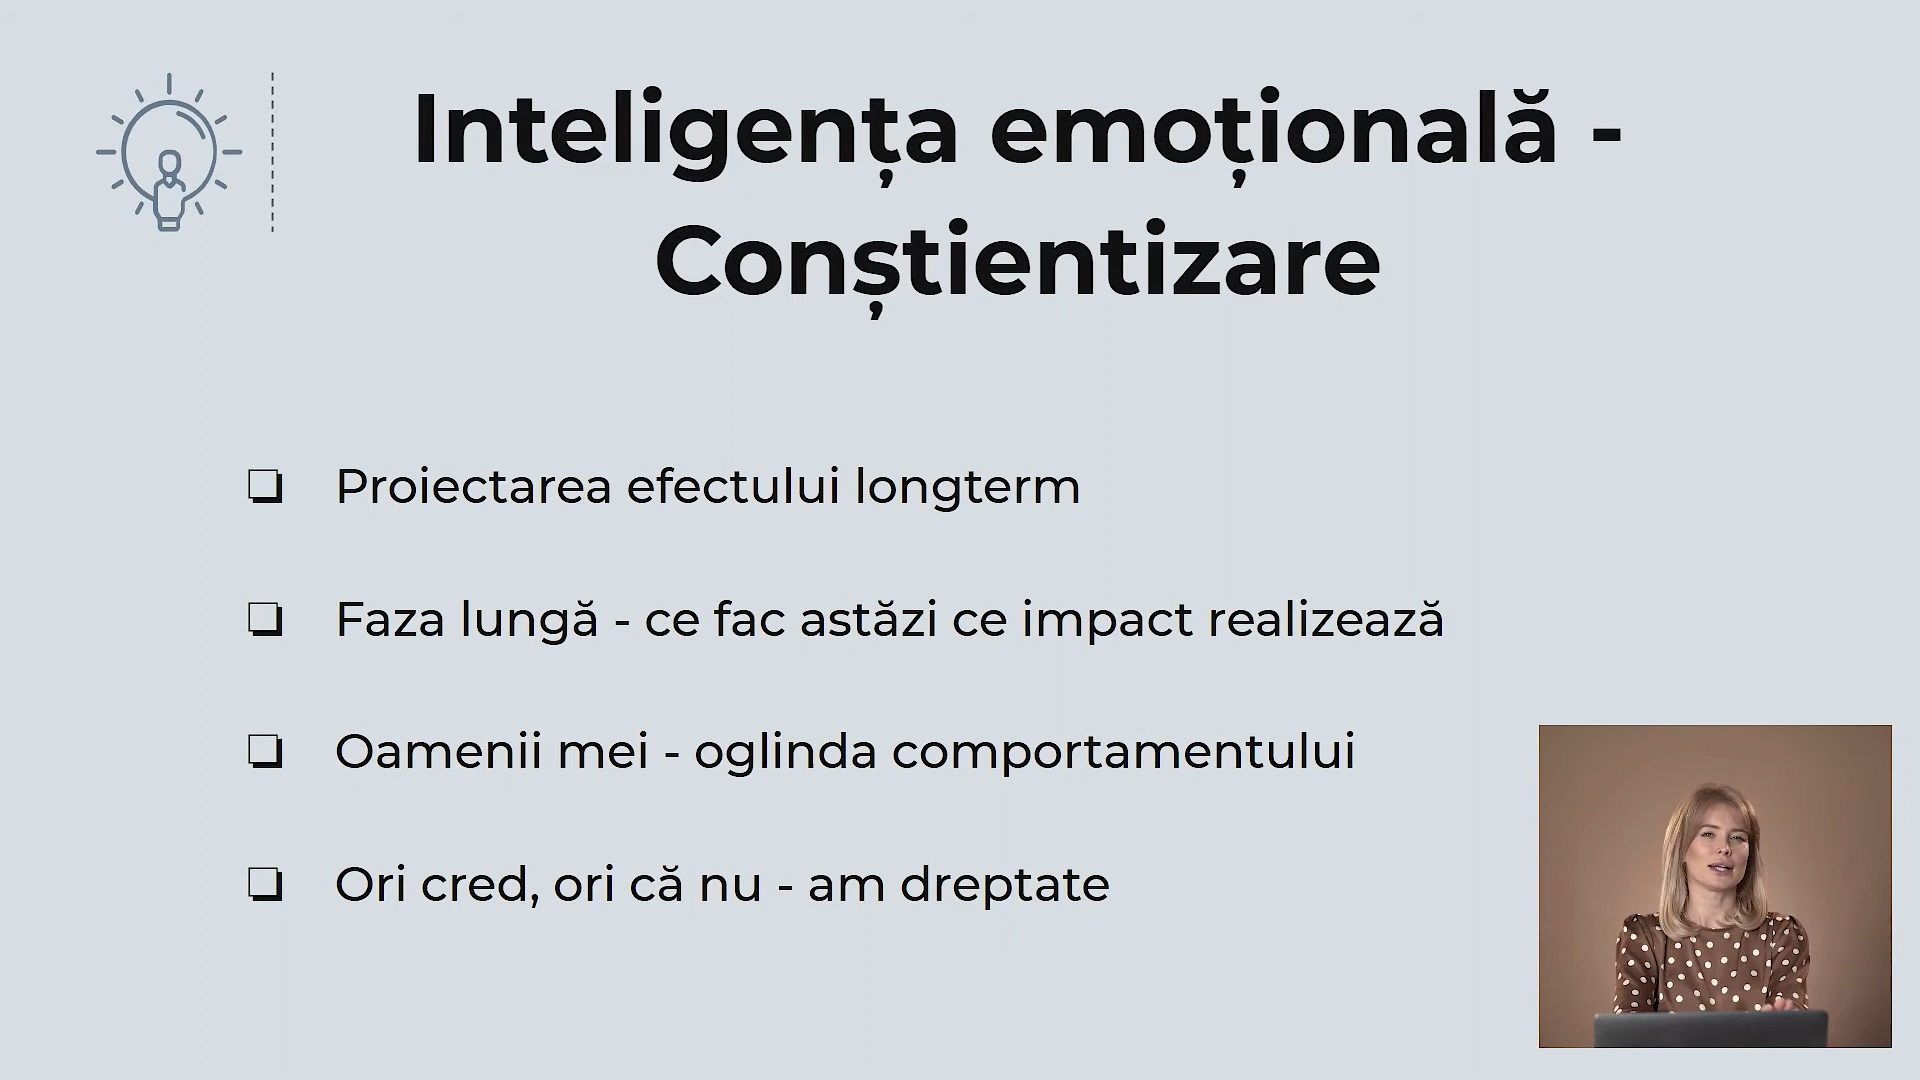 Inteligența emoțională -
Conștientizare
Proiectarea efectului longterm
Faza lungă - ce fac astăzi ce impact realizează
Oamenii mei - oglinda comportamentului
Ori cred, ori că nu - am dreptate